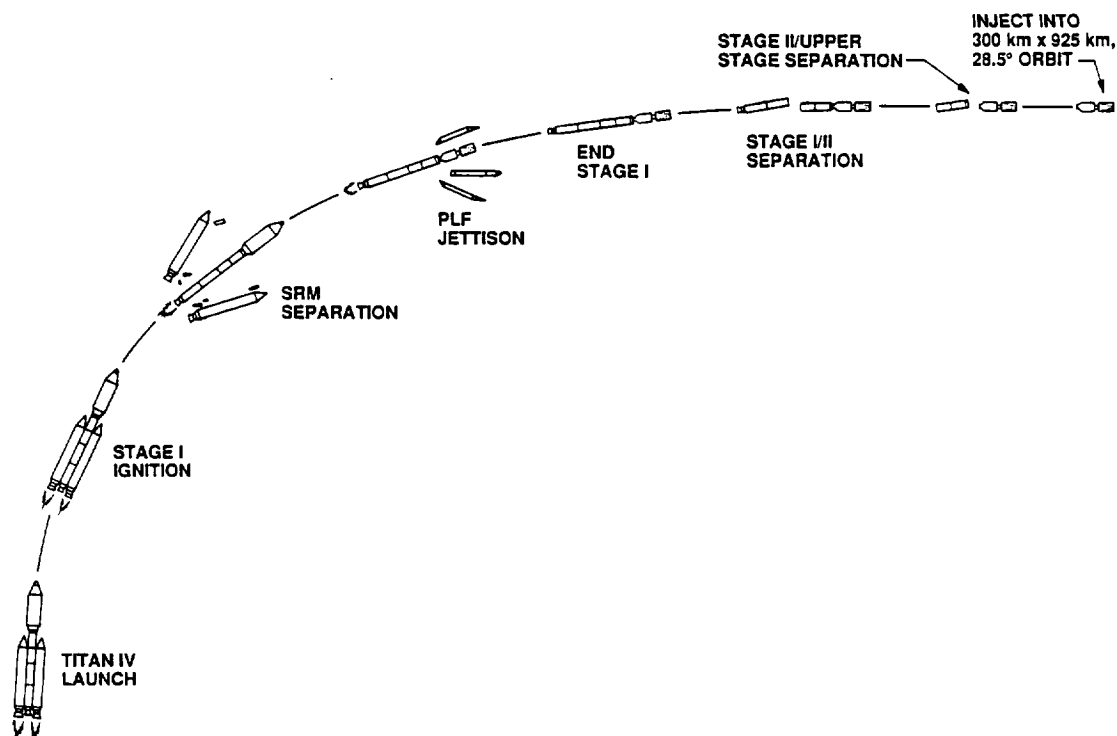 INJECT INTO
300 km x 925 km,
28.5° ORBIT
STAGE II/UPPER
STAGE SEPARATION
STAGE I/II
SEPARATION
END
STAGE I
PLF
JETTISON
SRM
SEPARATION
STAGE I
IGNITION
TITAN IV
LAUNCH